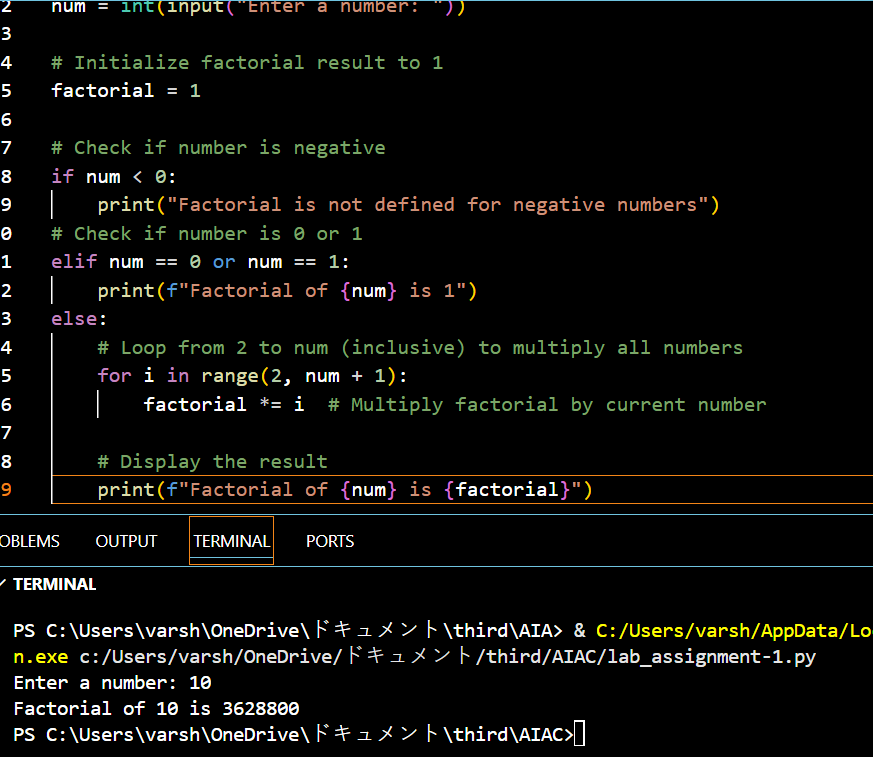 2 num = int(input("Enter a number: "))
3
4 # Initialize factorial result to 1
5 factorial = 1
6
7 # Check if number is negative
8 if num < 0:
9 print("Factorial is not defined for negative numbers")
0 # Check if number is 0 or 1
1 elif num == 0 or num == 1:
2 print(f"Factorial of {num} is 1")
3 else:
4 # Loop from 2 to num (inclusive) to multiply all numbers
5 for i in range(2, num + 1):
6 factorial *= i # Multiply factorial by current number
7
8 # Display the result
9 print(f"Factorial of {num} is {factorial}")
OBLEMS OUTPUT TERMINAL PORTS
TERMINAL
PS C:\Users\varsh\OneDrive\ドキュメント\third\AIA> & C:/Users/varsh/AppData/Lo
n.exe c:/Users/varsh/OneDrive/ドキュメント/third/AIAC/lab_assignment-1.py
Enter a number: 10
Factorial of 10 is 3628800
PS C:\Users\varsh\OneDrive\ドキュメント\third\AIAC>